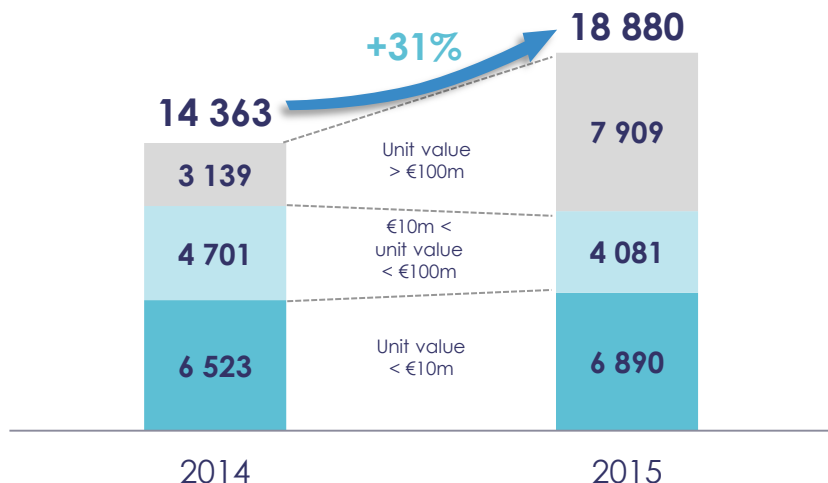 18 880
+31%
14 363
7 909
Unit value
> €100m
3 139
€10m <
unit value
< €100m
4 701
4 081
Unit value
< €10m
6 523
6 890
2014
2015